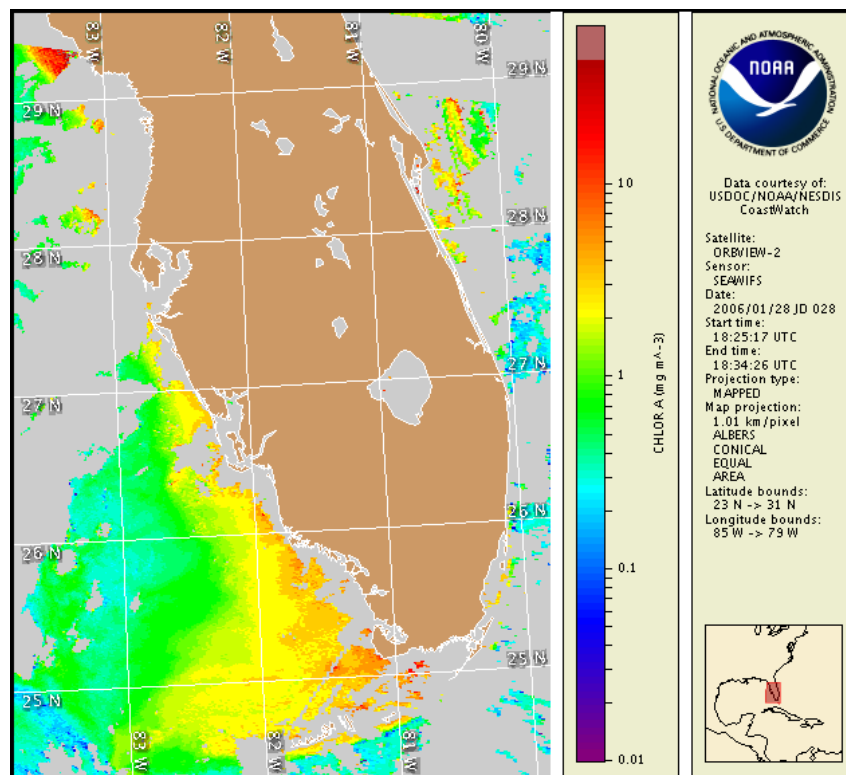 83 W
82 W
81 W
80 W
29 N
29 N
28 N
28 N
27 N
27 N
26 N
26 N
25 N
25 N
83 W
82 W
81 W
10
1
0.1
0.01
CHLOR A (mg m^-3)
NATIONAL OCEANIC AND ATMOSPHERIC ADMINISTRATION
NOAA
U.S. DEPARTMENT OF COMMERCE
Data courtesy of:
USDOC/NOAA/NESDIS
CoastWatch
Satellite:
ORBVIEW-2
Sensor:
SEAWIFS
Date:
2006/01/28 JD 028
Start time:
18:25:17 UTC
End time:
18:34:26 UTC
Projection type:
MAPPED
Map projection:
1.01 km/pixel
ALBERS
CONICAL
EQUAL
AREA
Latitude bounds:
23 N -> 31 N
Longitude bounds:
85 W -> 79 W